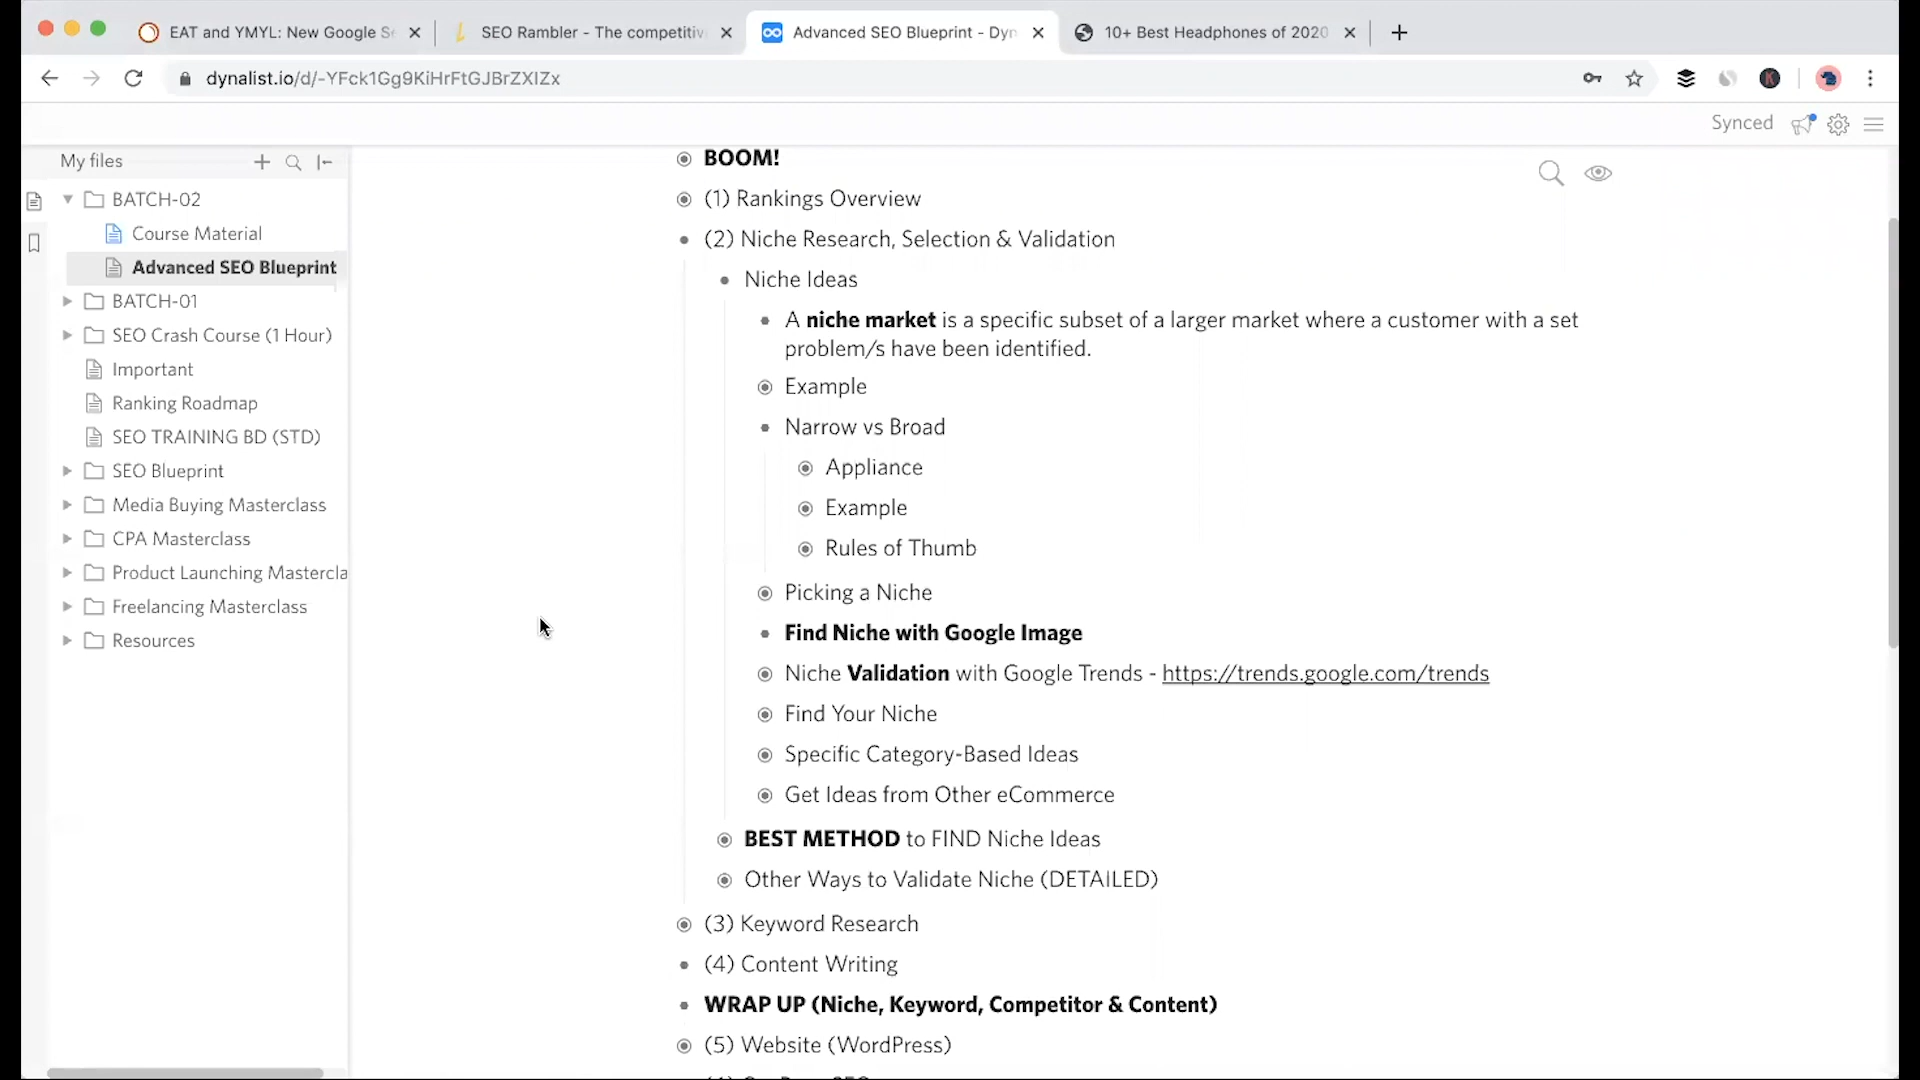 EAT and YMYL: New Google Se
SEO Rambler - The competitiv
Advanced SEO Blueprint - Dyn
10+ Best Headphones of 2020
dynalist.io/d/-YFck1Gg9KiHrFtGJBrZXIZx
Synced
My files
BATCH-02
Course Material
Advanced SEO Blueprint
BATCH-01
SEO Crash Course (1 Hour)
Important
Ranking Roadmap
SEO TRAINING BD (STD)
SEO Blueprint
Media Buying Masterclass
CPA Masterclass
Product Launching Mastercla
Freelancing Masterclass
Resources
BOOM!
(1) Rankings Overview
(2) Niche Research, Selection & Validation
Niche Ideas
A niche market is a specific subset of a larger market where a customer with a set
problem/s have been identified.
Example
Narrow vs Broad
Appliance
Example
Rules of Thumb
Picking a Niche
Find Niche with Google Image
Niche Validation with Google Trends - https://trends.google.com/trends
Find Your Niche
Specific Category-Based Ideas
Get Ideas from Other eCommerce
BEST METHOD to FIND Niche Ideas
Other Ways to Validate Niche (DETAILED)
(3) Keyword Research
(4) Content Writing
WRAP UP (Niche, Keyword, Competitor & Content)
(5) Website (WordPress)